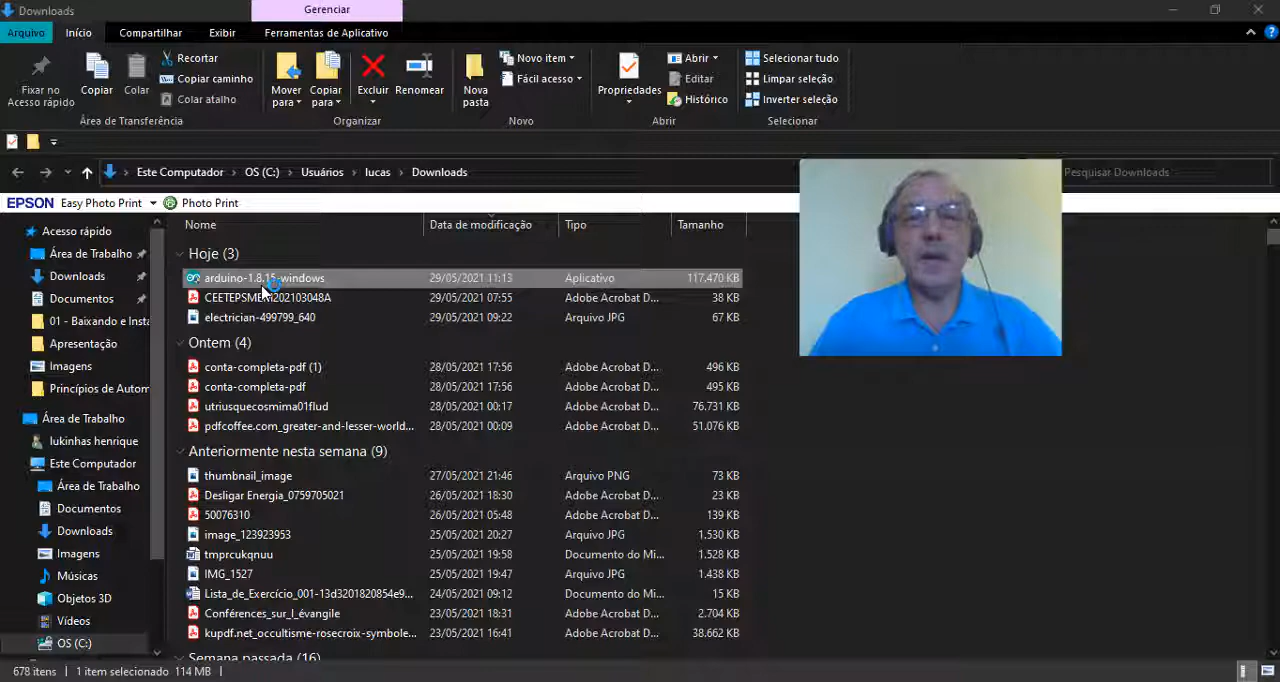 Downloads
Gerenciar
Arquivo Início Compartilhar Exibir Ferramentas de Aplicativo
Fixar no Acesso rápido
Copiar
Colar
Recortar
Copiar caminho
Colar atalho
Mover para
Copiar para
Excluir
Renomear
Nova pasta
Novo item
Fácil acesso
Propriedades
Abrir
Editar
Histórico
Selecionar tudo
Limpar seleção
Inverter seleção
Área de Transferência Organizar Novo Abrir Selecionar
Este Computador › OS (C:) › Usuários › lucas › Downloads
Pesquisar Downloads
EPSON Easy Photo Print Photo Print
Acesso rápido
Área de Trabalho
Downloads
Documentos
01 - Baixando e Insta
Apresentação
Imagens
Princípios de Autom
Área de Trabalho
lukinhas henrique
Este Computador
Área de Trabalho
Documentos
Downloads
Imagens
Músicas
Objetos 3D
Vídeos
OS (C:)
Nome Data de modificação Tipo Tamanho
Hoje (3)
arduino-1.8.15-windows 29/05/2021 11:13 Aplicativo 117.470 KB
29/05/2021 07:55 Adobe Acrobat D... 38 KB
electrician-499799_640 29/05/2021 09:22 Arquivo JPG 67 KB
Ontem (4)
conta-completa-pdf (1) 28/05/2021 17:56 Adobe Acrobat D... 496 KB
conta-completa-pdf 28/05/2021 17:56 Adobe Acrobat D... 495 KB
utriusquecosmima01flud 28/05/2021 00:17 Adobe Acrobat D... 76.731 KB
pdfcoffee.com_greater-and-lesser-world... 28/05/2021 00:09 Adobe Acrobat D... 51.076 KB
Anteriormente nesta semana (9)
thumbnail_image 27/05/2021 21:46 Arquivo PNG 73 KB
Desligar Energia_0759705021 26/05/2021 18:30 Adobe Acrobat D... 23 KB
50076310 26/05/2021 05:48 Adobe Acrobat D... 139 KB
image_123923953 25/05/2021 20:27 Arquivo JPG 1.530 KB
tmprcukqnuu 25/05/2021 19:58 Documento do Mi... 1.528 KB
IMG_1527 25/05/2021 19:47 Arquivo JPG 1.438 KB
Lista_de_Exercício_001-13d3201820854e9... 24/05/2021 09:12 Documento do Mi... 15 KB
Conférences_sur_l_évangile 23/05/2021 18:31 Adobe Acrobat D... 2.704 KB
kupdf.net_occultisme-rosecroix-symbole... 23/05/2021 16:41 Adobe Acrobat D... 38.662 KB
Semana passada (16)
678 itens 1 item selecionado 114 MB